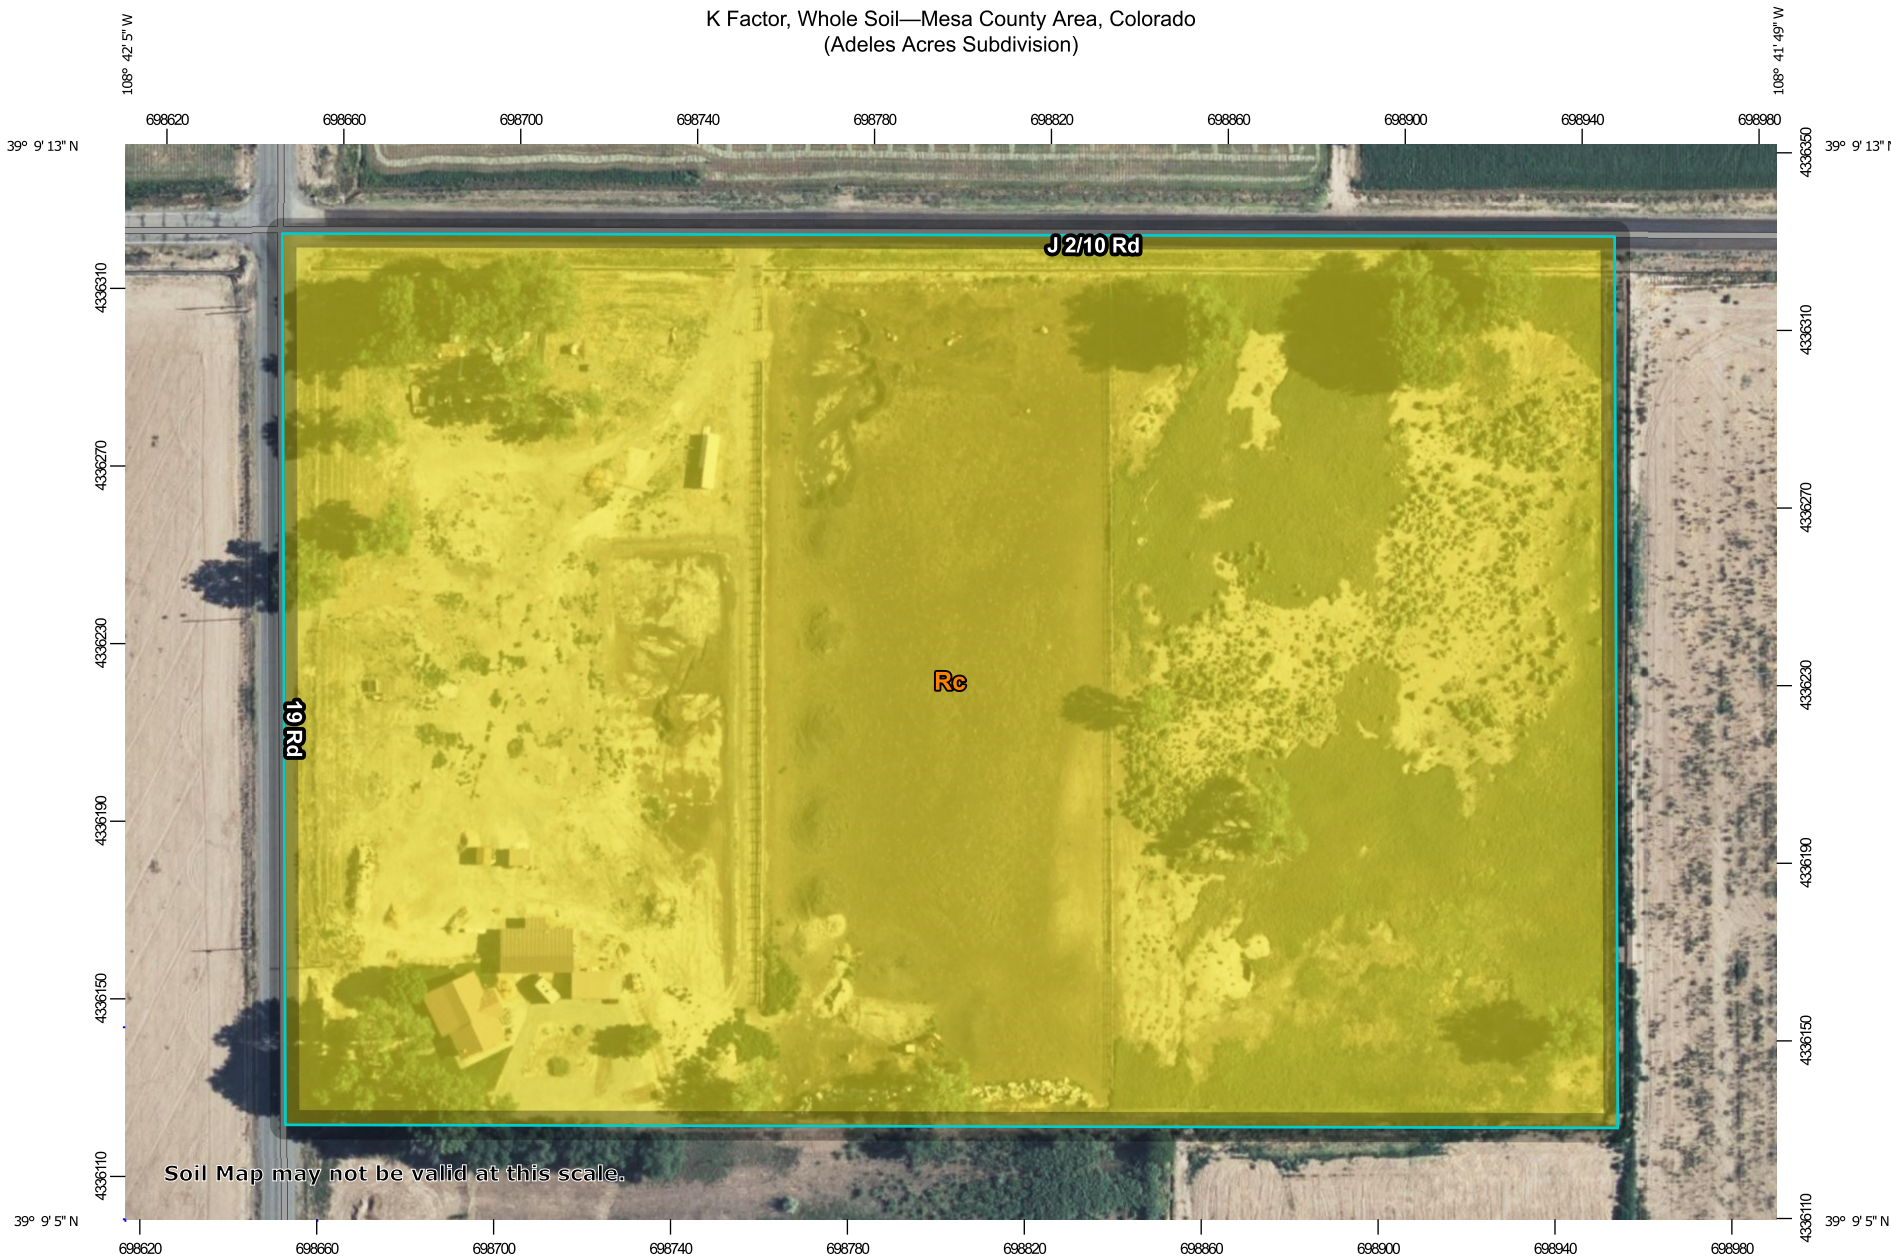 K Factor, Whole Soil—Mesa County Area, Colorado
(Adeles Acres Subdivision)
108° 42' 5" W
108° 41' 49" W
698620 698660 698700 698740 698780 698820 698860 698900 698940 698980
39° 9' 13" N
39° 9' 13" N
4336350
J 2/10 Rd
4336310
4336310
4336270
4336270
4336230
4336230
Rc
19 Rd
4336190
4336190
4336150
4336150
Soil Map may not be valid at this scale.
4336110
4336110
39° 9' 5" N
39° 9' 5" N
698620 698660 698700 698740 698780 698820 698860 698900 698940 698980